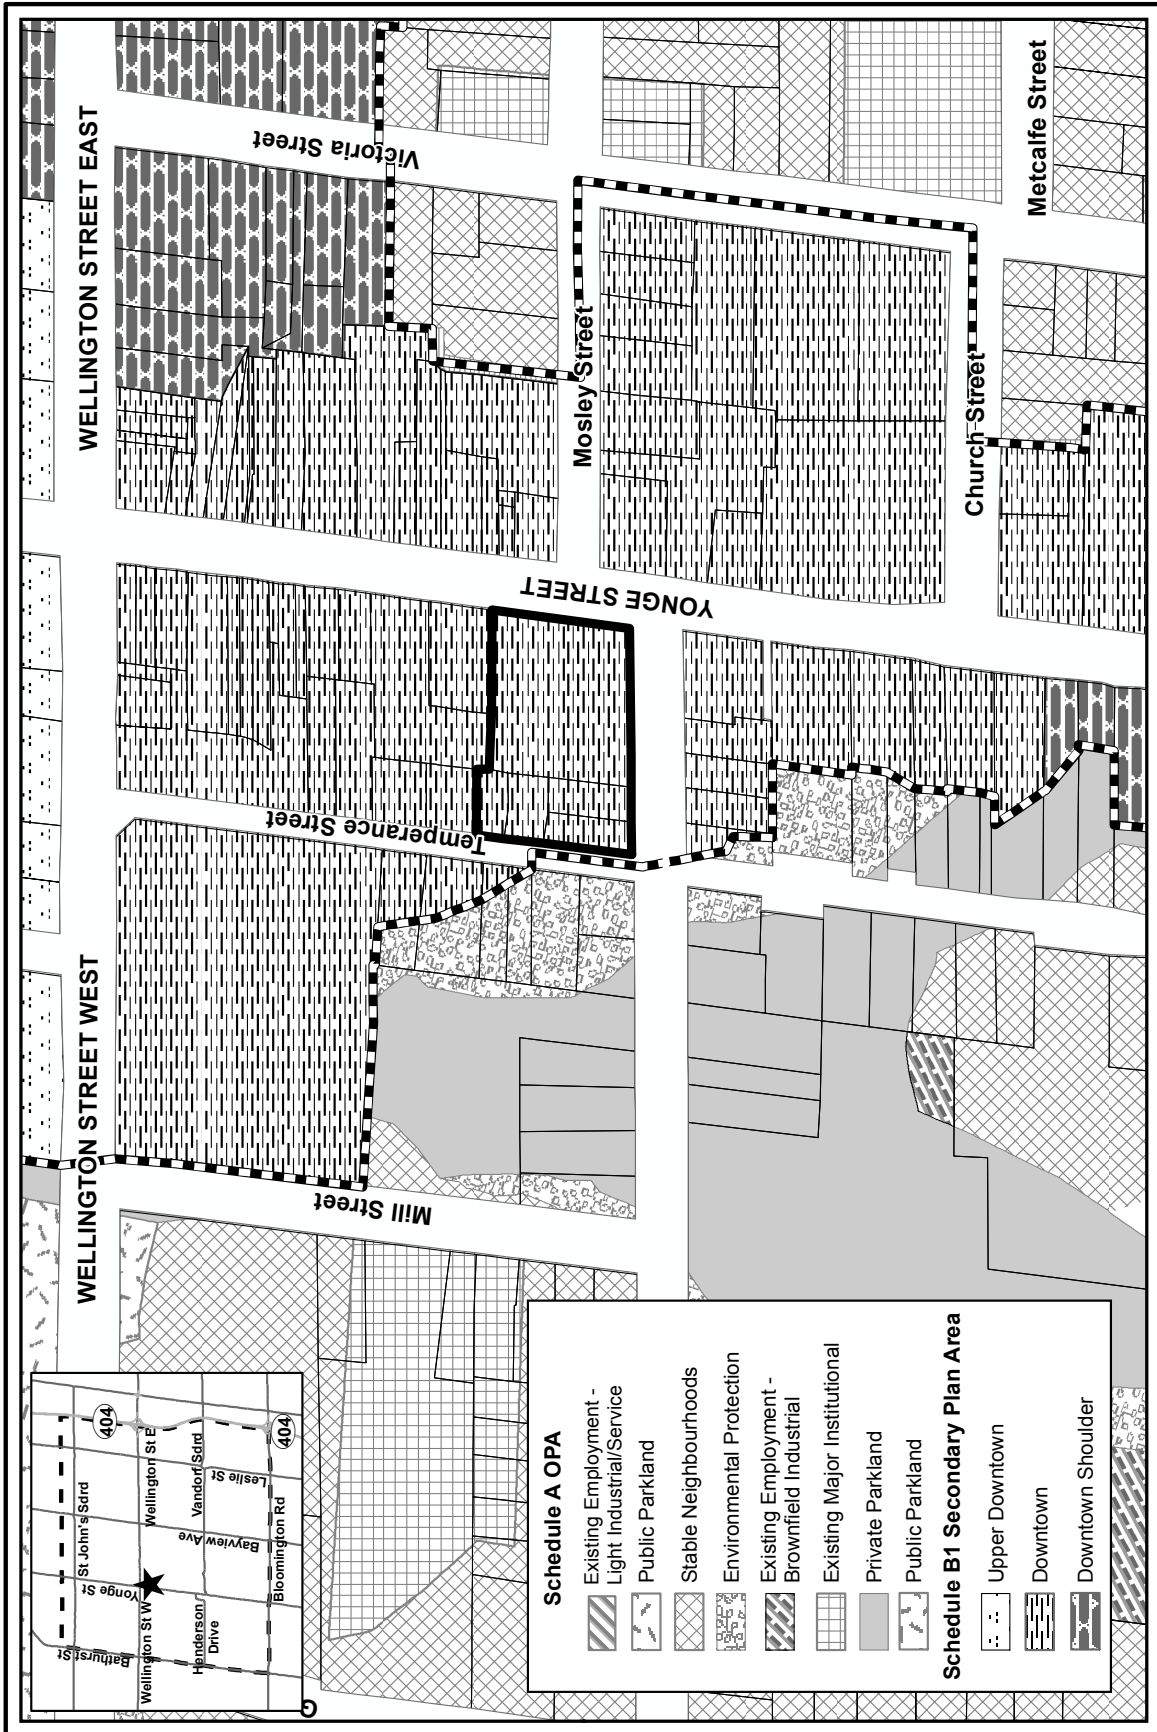 WELLINGTON STREET EAST
WELLINGTON STREET WEST
Victoria Street
Metcalfe Street
Mosley Street
Church Street
YONGE STREET
Temperance Street
Mill Street
St John's Sdrd
Wellington St E
Vandorf Sdrd
Leslie St
Bayview Ave
Bloomington Rd
Yonge St
Wellington St W
Henderson
Drive
Bathurst St
404
404
G
Schedule A OPA
Existing Employment -
Light Industrial/Service
Public Parkland
Stable Neighbourhoods
Environmental Protection
Existing Employment -
Brownfield Industrial
Existing Major Institutional
Private Parkland
Public Parkland
Schedule B1 Secondary Plan Area
Upper Downtown
Downtown
Downtown Shoulder